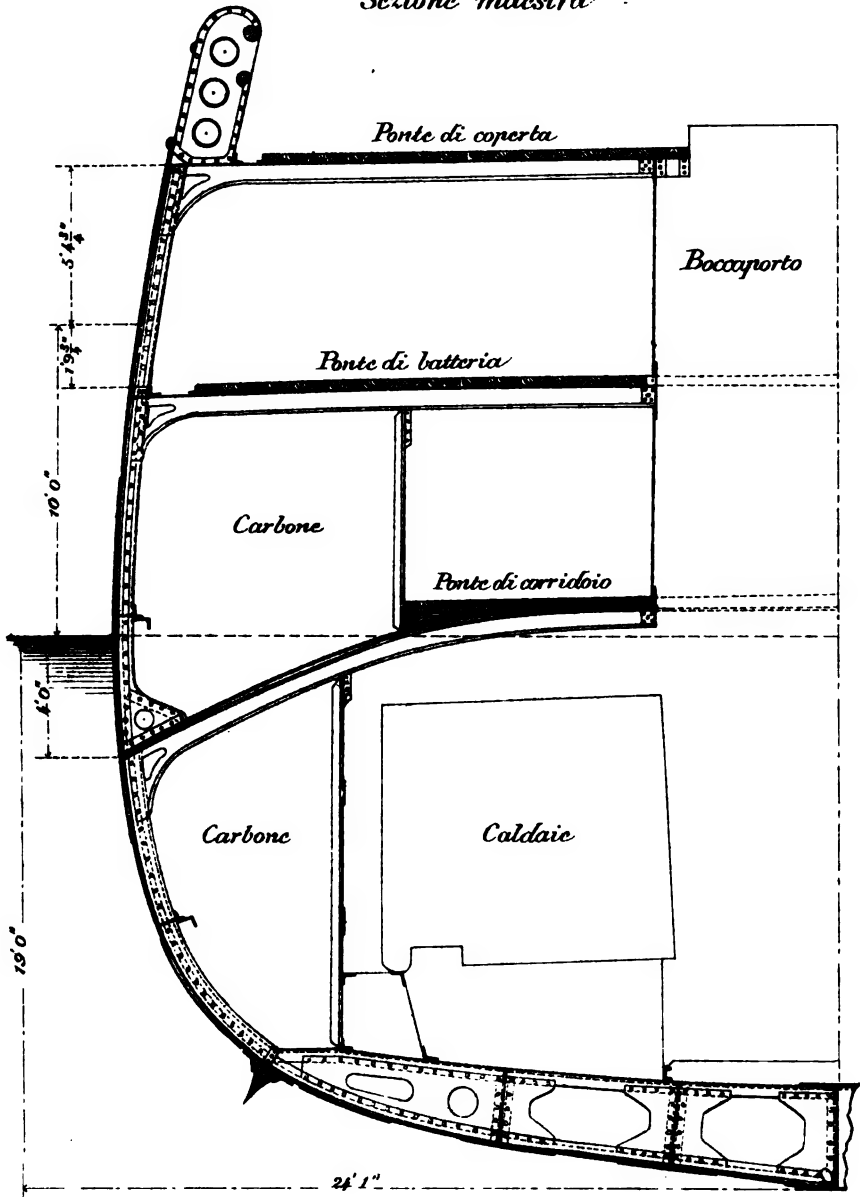 Sezione maestra
Ponte di coperta
5'4¾"
Boccaporto
1'9¾"
Ponte di batteria
10'0"
Carbone
Ponte di corridoio
4'0"
Carbone
Caldaie
19'0"
24'1"